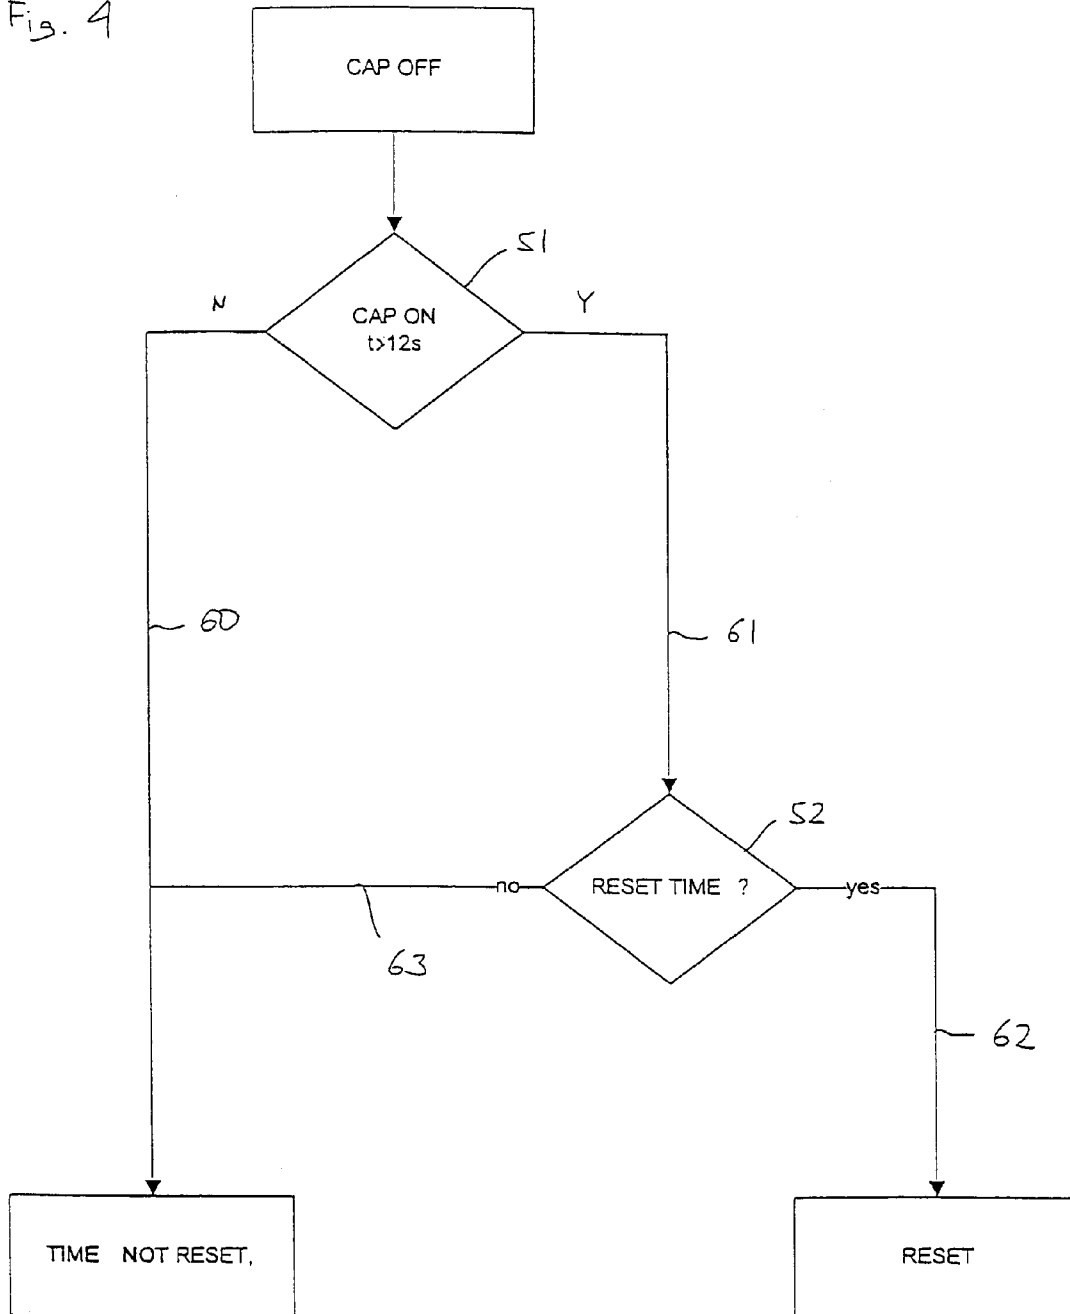 Fig. 4
CAP OFF
51
N
Y
CAP ON
t>12s
60
61
52
no
RESET TIME ?
yes
63
62
TIME NOT RESET,
RESET